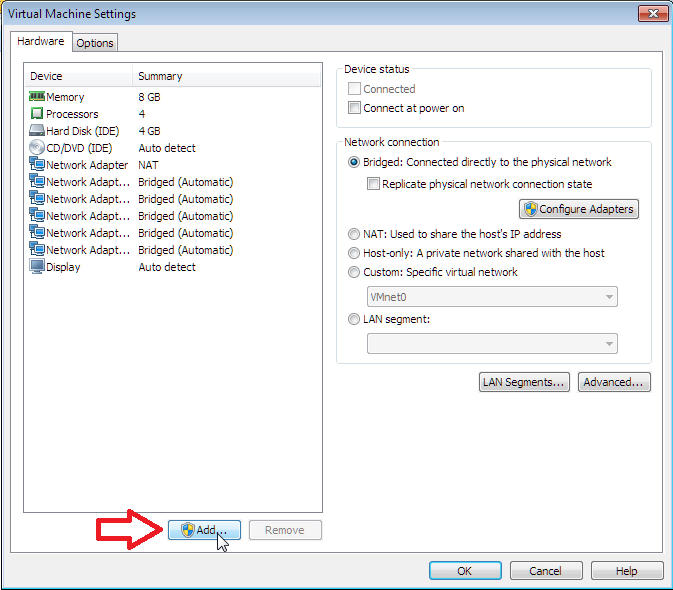 Virtual Machine Settings
Hardware
Options
Device Summary
Memory 8 GB
Processors 4
Hard Disk (IDE) 4 GB
CD/DVD (IDE) Auto detect
Network Adapter NAT
Network Adapt... Bridged (Automatic)
Network Adapt... Bridged (Automatic)
Network Adapt... Bridged (Automatic)
Network Adapt... Bridged (Automatic)
Network Adapt... Bridged (Automatic)
Display Auto detect
Add...
Remove
Device status
Connected
Connect at power on
Network connection
Bridged: Connected directly to the physical network
Replicate physical network connection state
Configure Adapters
NAT: Used to share the host's IP address
Host-only: A private network shared with the host
Custom: Specific virtual network
VMnet0
LAN segment:
LAN Segments...
Advanced...
OK
Cancel
Help